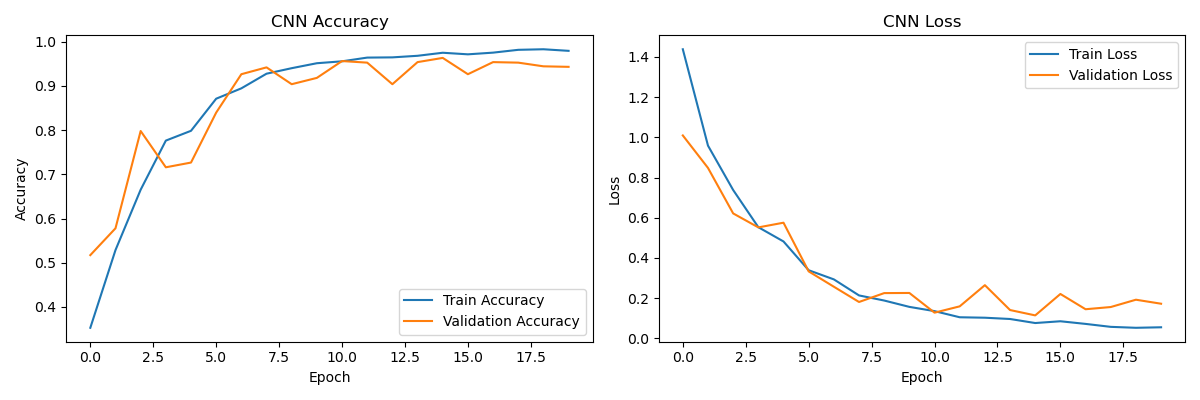 CNN Accuracy
1.0
0.9
0.8
0.7
0.6
0.5
0.4
Accuracy
0.0 2.5 5.0 7.5 10.0 12.5 15.0 17.5
Epoch
Train Accuracy
Validation Accuracy
CNN Loss
1.4
1.2
1.0
0.8
0.6
0.4
0.2
0.0
Loss
0.0 2.5 5.0 7.5 10.0 12.5 15.0 17.5
Epoch
Train Loss
Validation Loss